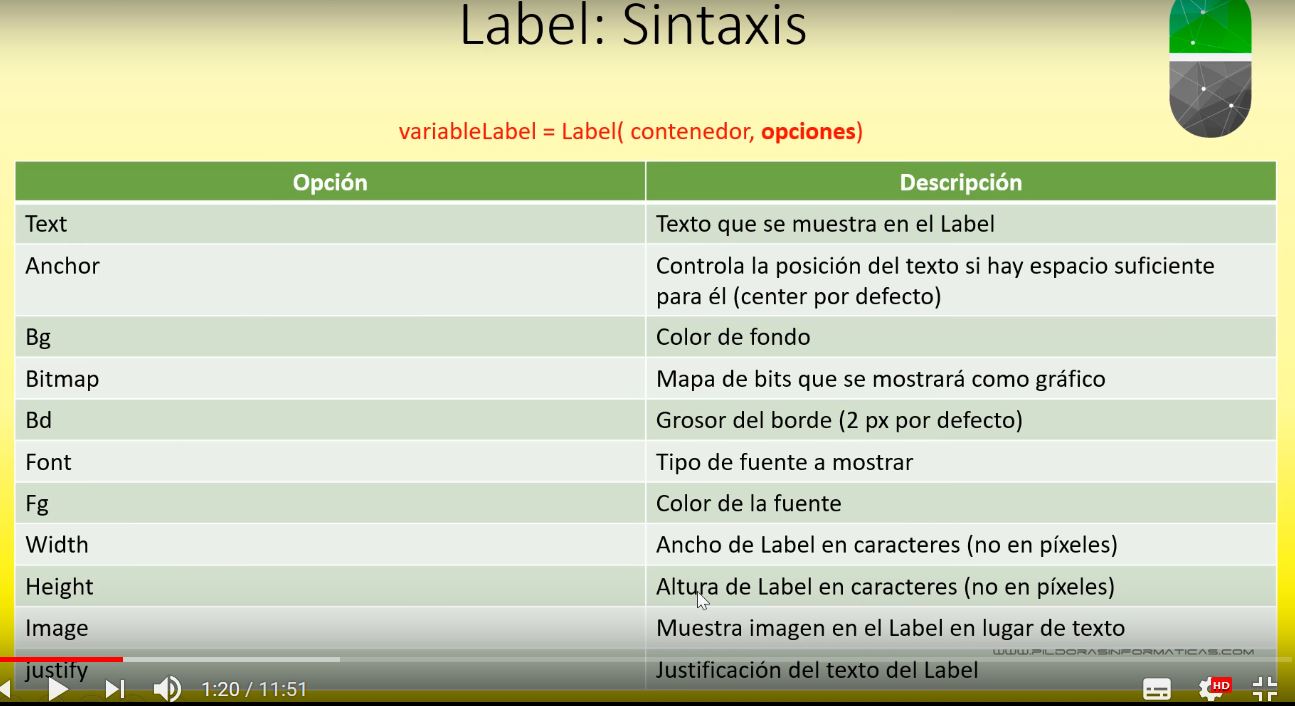 Label: Sintaxis
variableLabel = Label( contenedor, opciones)
Opción Descripción
Text Texto que se muestra en el Label
Anchor Controla la posición del texto si hay espacio suficiente
para él (center por defecto)
Bg Color de fondo
Bitmap Mapa de bits que se mostrará como gráfico
Bd Grosor del borde (2 px por defecto)
Font Tipo de fuente a mostrar
Fg Color de la fuente
Width Ancho de Label en caracteres (no en píxeles)
Height Altura de Label en caracteres (no en píxeles)
Image Muestra imagen en el Label en lugar de texto
WWW.PILDORASINFORMATICAS.COM
justify Justificación del texto del Label
1:20 / 11:51
HD